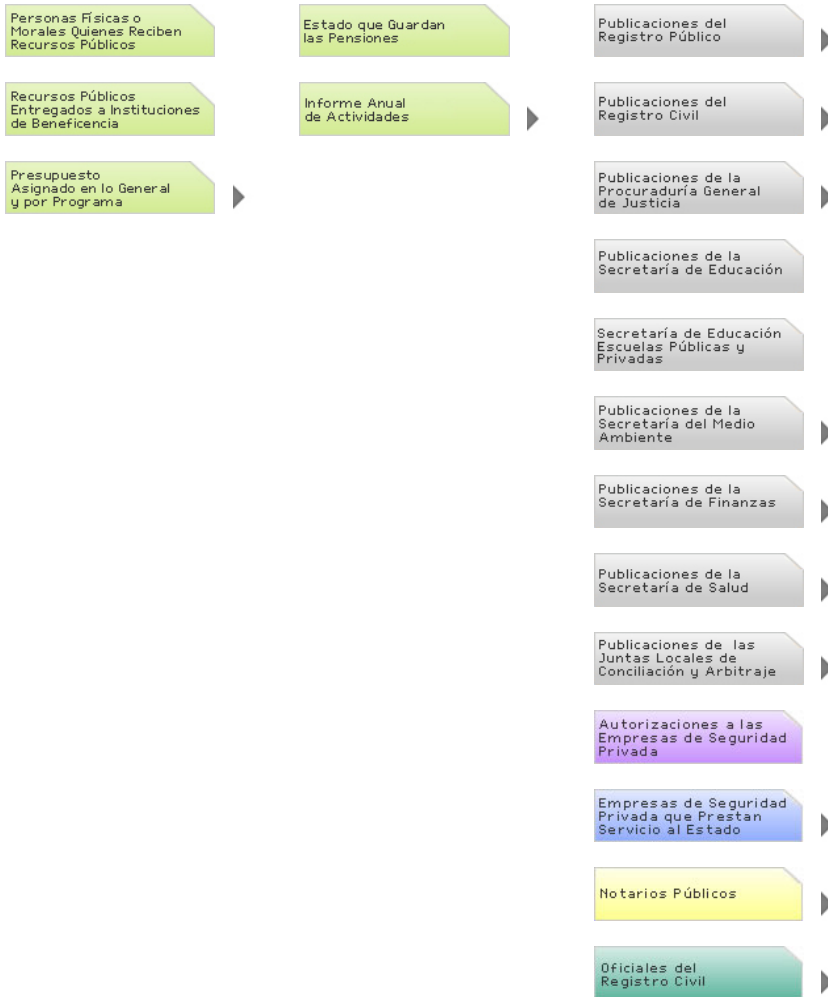 Personas Físicas o
Morales Quienes Reciben
Recursos Públicos
Recursos Públicos
Entregados a Instituciones
de Beneficencia
Presupuesto
Asignado en lo General
y por Programa
Estado que Guardan
las Pensiones
Informe Anual
de Actividades
Publicaciones del
Registro Público
Publicaciones del
Registro Civil
Publicaciones de la
Procuraduría General
de Justicia
Publicaciones de la
Secretaría de Educación
Secretaría de Educación
Escuelas Públicas y
Privadas
Publicaciones de la
Secretaría del Medio
Ambiente
Publicaciones de la
Secretaría de Finanzas
Publicaciones de la
Secretaría de Salud
Publicaciones de las
Juntas Locales de
Conciliación y Arbitraje
Autorizaciones a las
Empresas de Seguridad
Privada
Empresas de Seguridad
Privada que Prestan
Servicio al Estado
Notarios Públicos
Oficiales del
Registro Civil